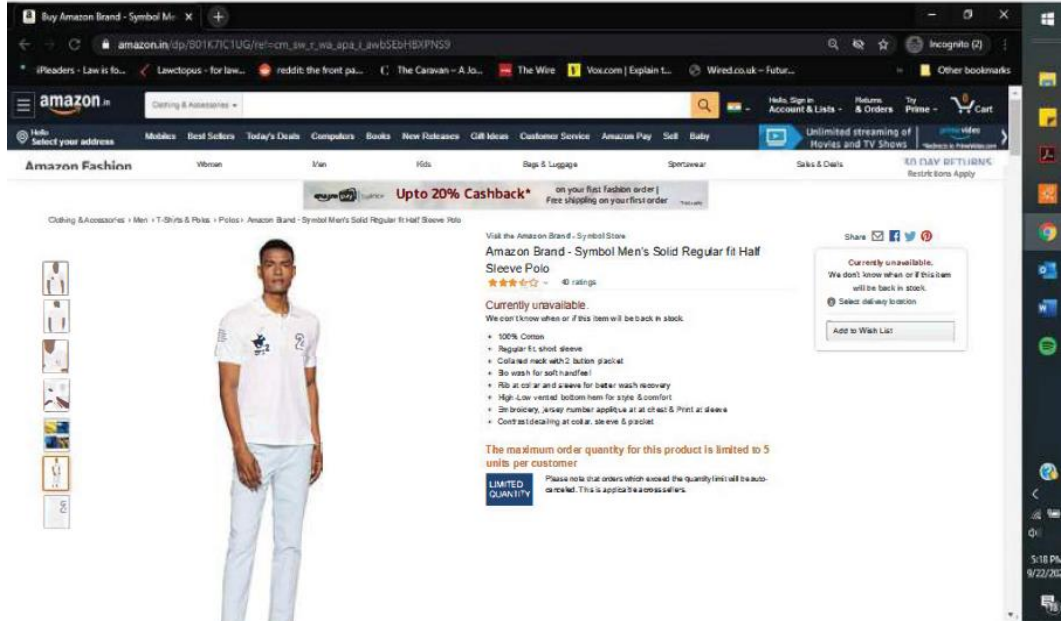 Buy Amazon Brand - Symbol Me
amazon.in/dp/B01K7IC1UG/ref=cm_sw_r_wa_apa_i_awbSEbHBXPNS9
Incognito (2)
iPleaders - Law is fo...
Lawctopus - for law...
reddit: the front pa...
The Caravan – A Jo...
The Wire
Vox.com | Explain t...
Wired.co.uk – Futur...
Other bookmarks
amazon.in
Clothing & Accessories
Hello, Sign in
Account & Lists
Returns
& Orders
Try
Prime
0
Cart
Hello
Select your address
Mobiles
Best Sellers
Today's Deals
Computers
Books
New Releases
Gift Ideas
Customer Service
Amazon Pay
Sell
Baby
Unlimited streaming of
Movies and TV Shows
prime video
Amazon Fashion
Women
Men
Kids
Bags & Luggage
Sportswear
Sales & Deals
30 DAY RETURNS
Restrictions Apply
amazon pay
Upto 20% Cashback*
on your first fashion order |
Free shipping on your first order
Clothing & Accessories › Men › T-Shirts & Polos › Polos › Amazon Brand - Symbol Men's Solid Regular fit Half Sleeve Polo
Visit the Amazon Brand - Symbol Store
Amazon Brand - Symbol Men's Solid Regular fit Half
Sleeve Polo
40 ratings
Currently unavailable.
We don't know when or if this item will be back in stock.
100% Cotton
Regular fit, short sleeve
Collared neck with 2 button placket
Bio wash for soft handfeel
Rib at collar and sleeve for better wash recovery
High-Low vented bottom hem for style & comfort
Embroidery, jersey number applique at at chest & Print at sleeve
Contrast detailing at collar, sleeve & placket
The maximum order quantity for this product is limited to 5
units per customer
LIMITED
QUANTITY
Please note that orders which exceed the quantity limit will be auto-
canceled. This is applicable across sellers.
Share
Currently unavailable.
We don't know when or if this item
will be back in stock.
Select delivery location
Add to Wish List
2
5:18 PM
9/22/202